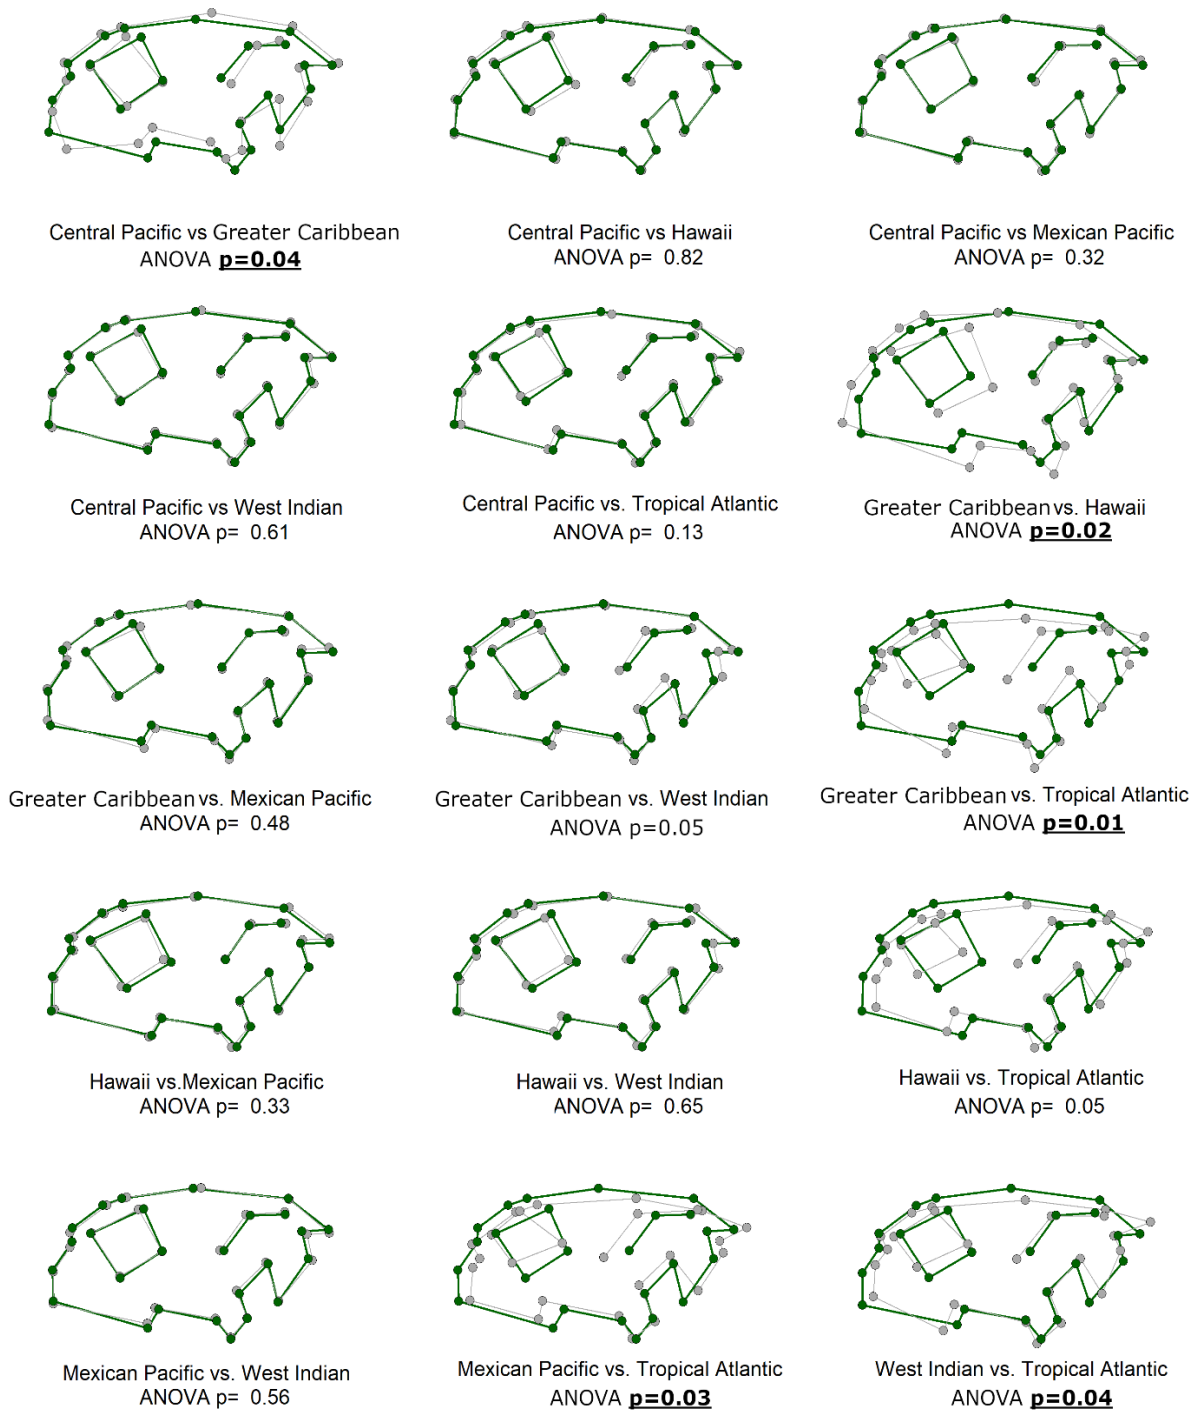 Central Pacific vs Greater Caribbean
ANOVA p=0.04
Central Pacific vs Hawaii
ANOVA p= 0.82
Central Pacific vs Mexican Pacific
ANOVA p= 0.32
Central Pacific vs West Indian
ANOVA p= 0.61
Central Pacific vs. Tropical Atlantic
ANOVA p= 0.13
Greater Caribbean vs. Hawaii
ANOVA p=0.02
Greater Caribbean vs. Mexican Pacific
ANOVA p= 0.48
Greater Caribbean vs. West Indian
ANOVA p=0.05
Greater Caribbean vs. Tropical Atlantic
ANOVA p=0.01
Hawaii vs.Mexican Pacific
ANOVA p= 0.33
Hawaii vs. West Indian
ANOVA p= 0.65
Hawaii vs. Tropical Atlantic
ANOVA p= 0.05
Mexican Pacific vs. West Indian
ANOVA p= 0.56
Mexican Pacific vs. Tropical Atlantic
ANOVA p=0.03
West Indian vs. Tropical Atlantic
ANOVA p=0.04